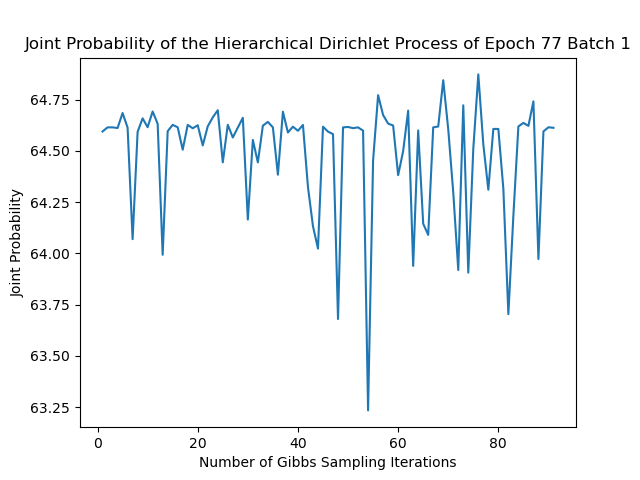 Joint Probability of the Hierarchical Dirichlet Process of Epoch 77 Batch 1
64.75
64.50
64.25
64.00
63.75
63.50
63.25
Joint Probability
0 20 40 60 80
Number of Gibbs Sampling Iterations